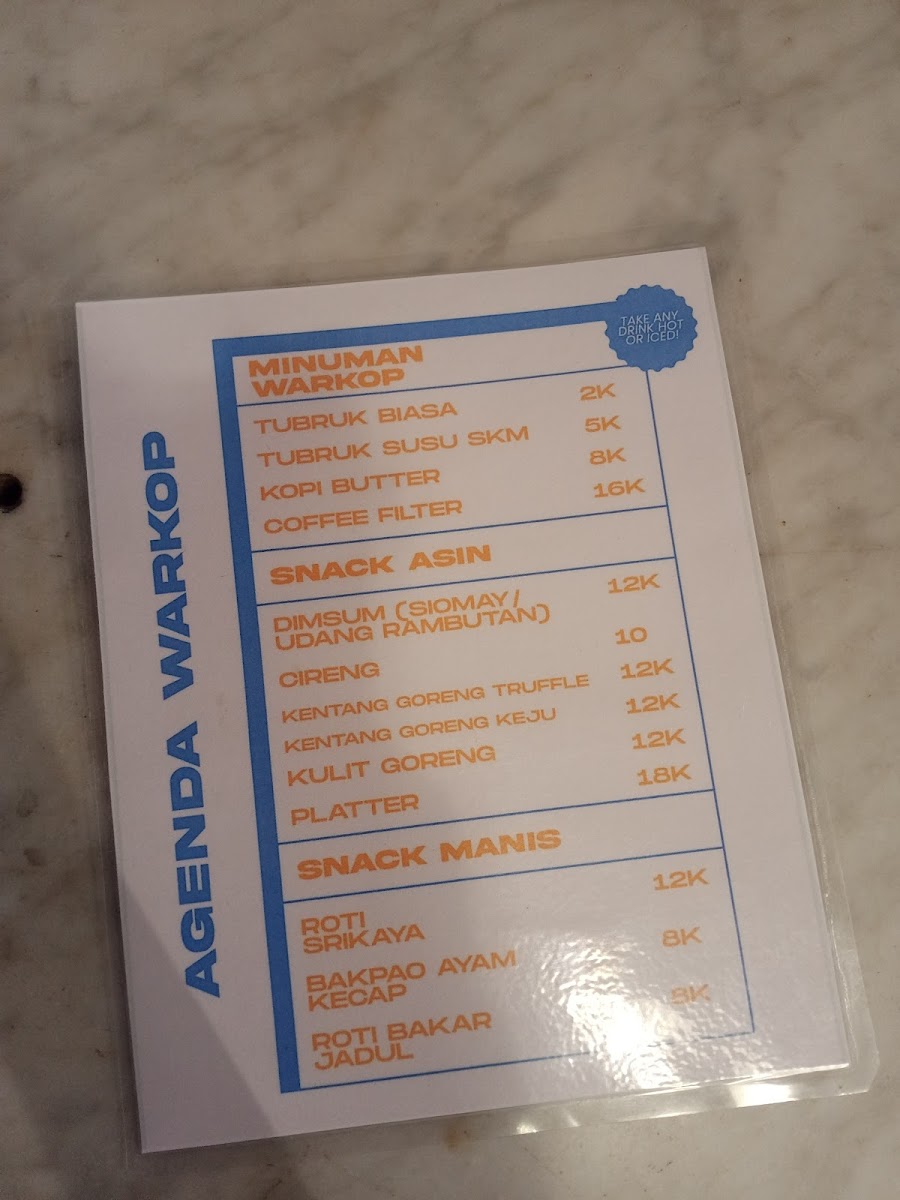 AGENDA WARKOP
TAKE ANY
DRINK HOT
OR ICED!
MINUMAN
WARKOP
TUBRUK BIASA 2K
TUBRUK SUSU SKM 5K
KOPI BUTTER 8K
COFFEE FILTER 16K
SNACK ASIN
DIMSUM (SIOMAY/ 12K
UDANG RAMBUTAN)
CIRENG 10
KENTANG GORENG TRUFFLE 12K
KENTANG GORENG KEJU 12K
KULIT GORENG 12K
PLATTER 18K
SNACK MANIS
ROTI 12K
SRIKAYA
BAKPAO AYAM 8K
KECAP
ROTI BAKAR 8K
JADUL